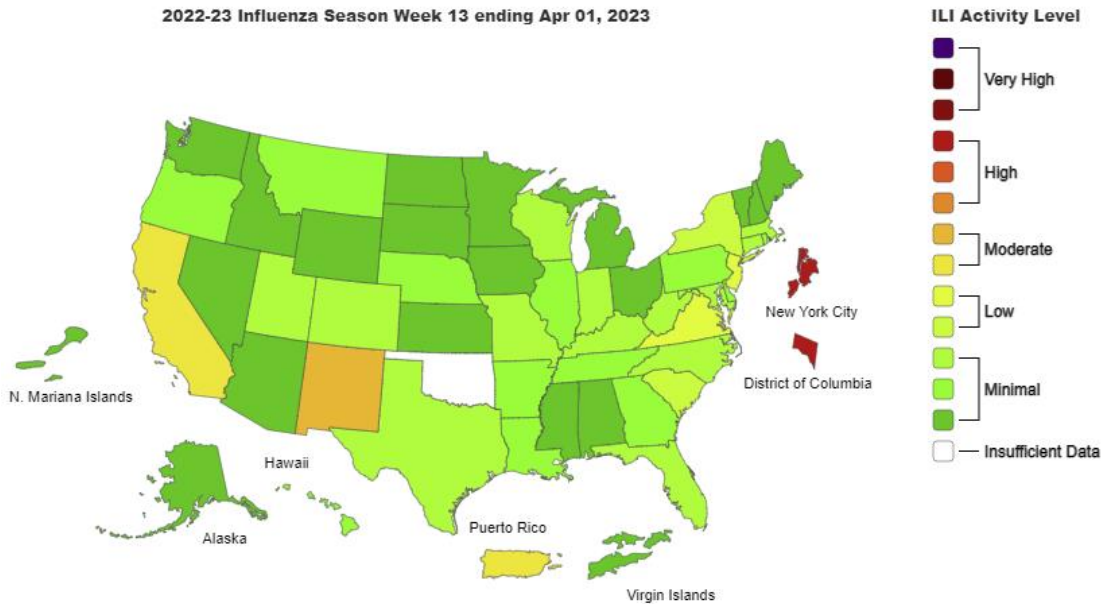 2022-23 Influenza Season Week 13 ending Apr 01, 2023
ILI Activity Level
Very High
High
Moderate
Low
Minimal
Insufficient Data
New York City
District of Columbia
N. Mariana Islands
Hawaii
Alaska
Puerto Rico
Virgin Islands